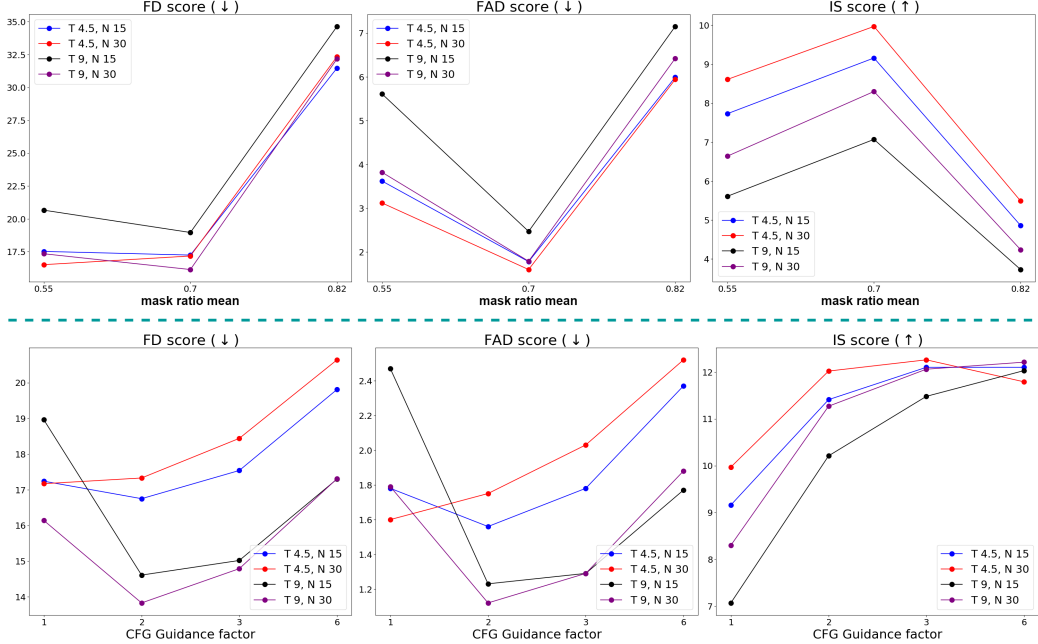 FD score (↓)
35.0
32.5
30.0
27.5
25.0
22.5
20.0
17.5
T 4.5, N 15
T 4.5, N 30
T 9, N 15
T 9, N 30
0.55
0.7
0.82
mask ratio mean
FAD score (↓)
7
6
5
4
3
2
T 4.5, N 15
T 4.5, N 30
T 9, N 15
T 9, N 30
0.55
0.7
0.82
mask ratio mean
IS score (↑)
10
9
8
7
6
5
4
T 4.5, N 15
T 4.5, N 30
T 9, N 15
T 9, N 30
0.55
0.7
0.82
mask ratio mean
FD score (↓)
20
19
18
17
16
15
14
T 4.5, N 15
T 4.5, N 30
T 9, N 15
T 9, N 30
1
2
3
6
CFG Guidance factor
FAD score (↓)
2.4
2.2
2.0
1.8
1.6
1.4
1.2
T 4.5, N 15
T 4.5, N 30
T 9, N 15
T 9, N 30
1
2
3
6
CFG Guidance factor
IS score (↑)
12
11
10
9
8
7
T 4.5, N 15
T 4.5, N 30
T 9, N 15
T 9, N 30
1
2
3
6
CFG Guidance factor